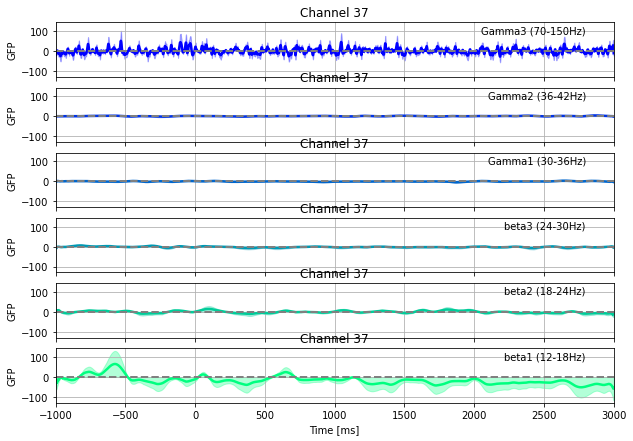 Channel 37
100
0
−100
GFP
Gamma3 (70-150Hz)
Channel 37
100
0
−100
GFP
Gamma2 (36-42Hz)
Channel 37
100
0
−100
GFP
Gamma1 (30-36Hz)
Channel 37
100
0
−100
GFP
beta3 (24-30Hz)
Channel 37
100
0
−100
GFP
beta2 (18-24Hz)
Channel 37
100
0
−100
GFP
beta1 (12-18Hz)
−1000 −500 0 500 1000 1500 2000 2500 3000
Time [ms]